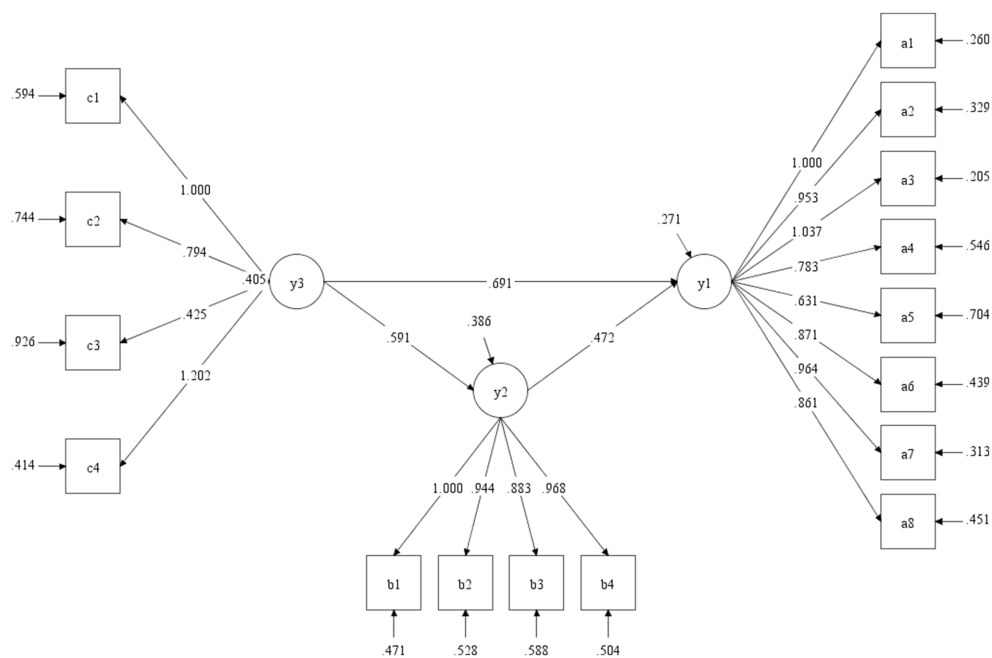 a1
.260
.594
c1
a2
.329
1.000
.953
a3
.205
1.000
1.037
.744
c2
.794
.271
a4
.546
.783
.405
y3
.691
y1
.631
a5
.704
.425
.386
.591
.472
.871
.926
c3
.964
a6
.439
1.202
y2
.861
a7
.313
.414
c4
1.000
.944
.883
.968
a8
.451
b1
b2
b3
b4
.471
.528
.588
.504